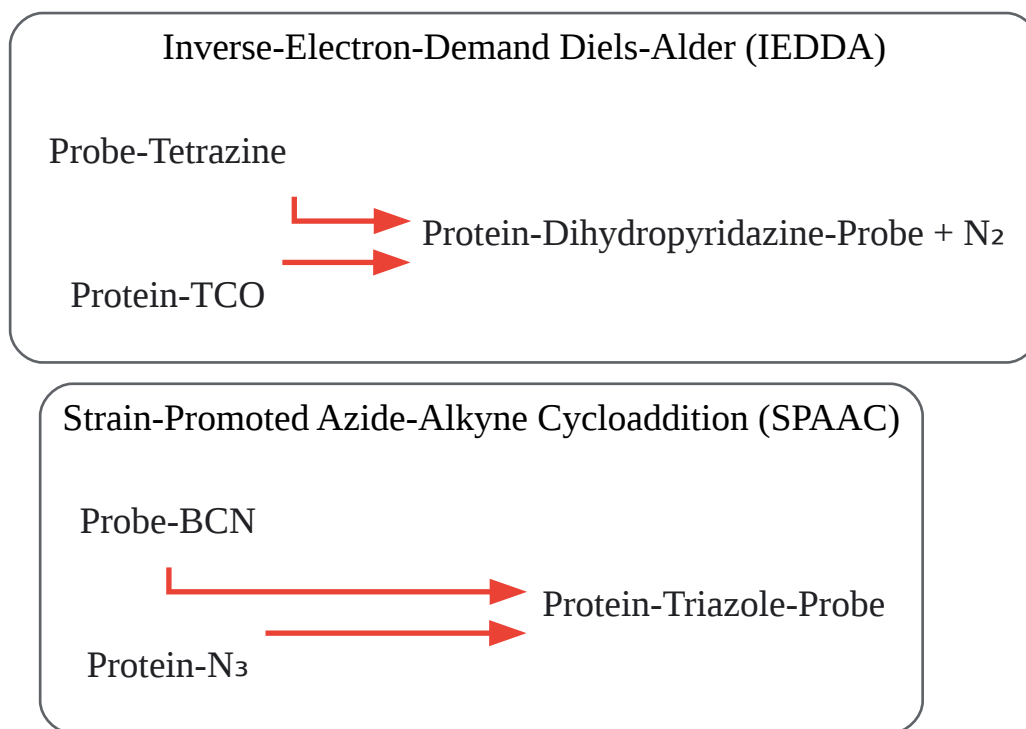 Inverse-Electron-Demand Diels-Alder (IEDDA)
Probe-Tetrazine
Protein-Dihydropyridazine-Probe + N₂
Protein-TCO
Strain-Promoted Azide-Alkyne Cycloaddition (SPAAC)
Probe-BCN
Protein-Triazole-Probe
Protein-N₃